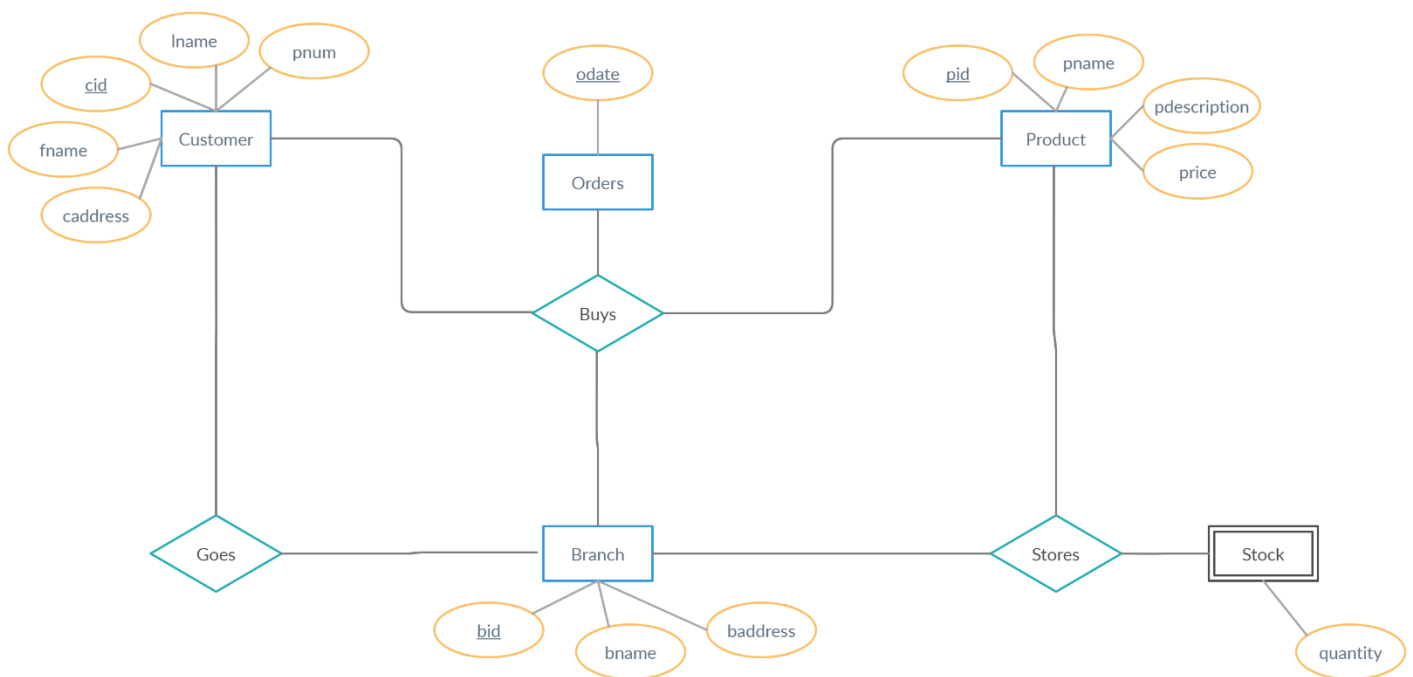 lname
pnum
cid
Customer
fname
caddress
odate
Orders
pid
pname
pdescription
Product
price
Buys
Goes
Branch
Stores
Stock
bid
bname
baddress
quantity